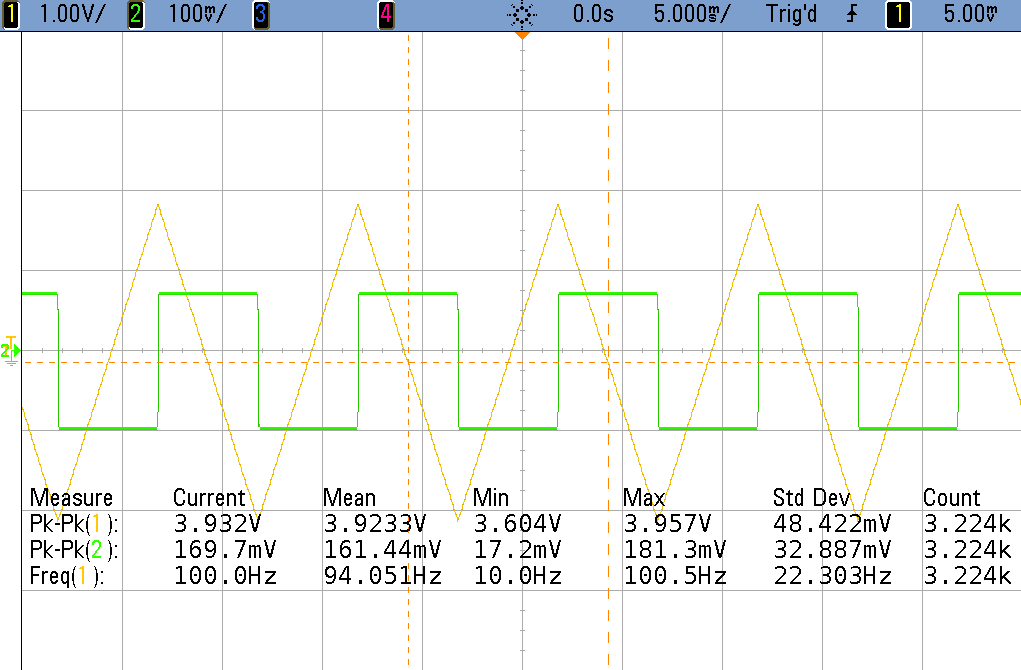 1 1.00V/ 2 100mV/ 3 4 0.0s 5.000ms/ Trig'd 1 5.00mV
T
2
Measure Current Mean Min Max Std Dev Count
Pk-Pk(1): 3.932V 3.9233V 3.604V 3.957V 48.422mV 3.224k
Pk-Pk(2): 169.7mV 161.44mV 17.2mV 181.3mV 32.887mV 3.224k
Freq(1): 100.0Hz 94.051Hz 10.0Hz 100.5Hz 22.303Hz 3.224k